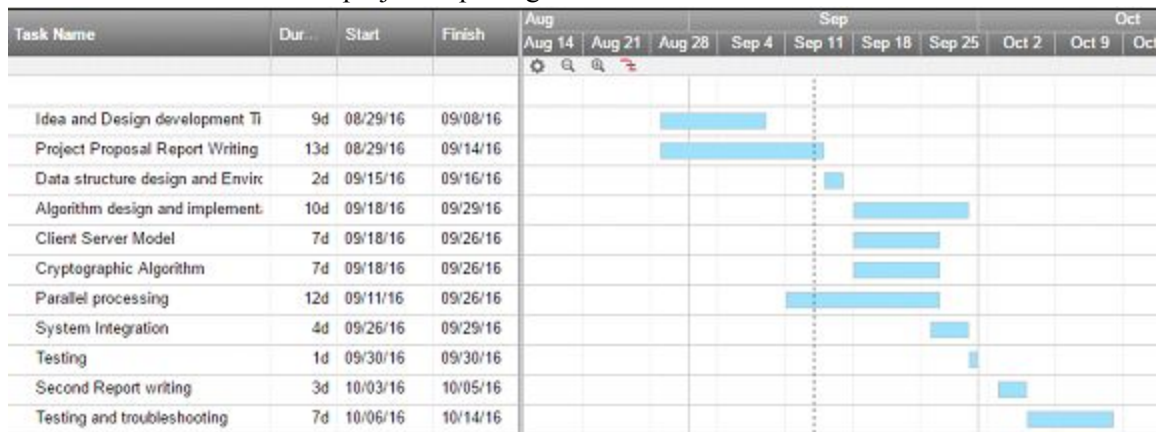 Aug Sep Oct
Task Name Dur... Start Finish Aug 14 Aug 21 Aug 28 Sep 4 Sep 11 Sep 18 Sep 25 Oct 2 Oct 9 Oct
Idea and Design development Ti 9d 08/29/16 09/08/16
Project Proposal Report Writing 13d 08/29/16 09/14/16
Data structure design and Envirc 2d 09/15/16 09/16/16
Algorithm design and implement 10d 09/18/16 09/29/16
Client Server Model 7d 09/18/16 09/26/16
Cryptographic Algorithm 7d 09/18/16 09/26/16
Parallel processing 12d 09/11/16 09/26/16
System Integration 4d 09/26/16 09/29/16
Testing 1d 09/30/16 09/30/16
Second Report writing 3d 10/03/16 10/05/16
Testing and troubleshooting 7d 10/06/16 10/14/16